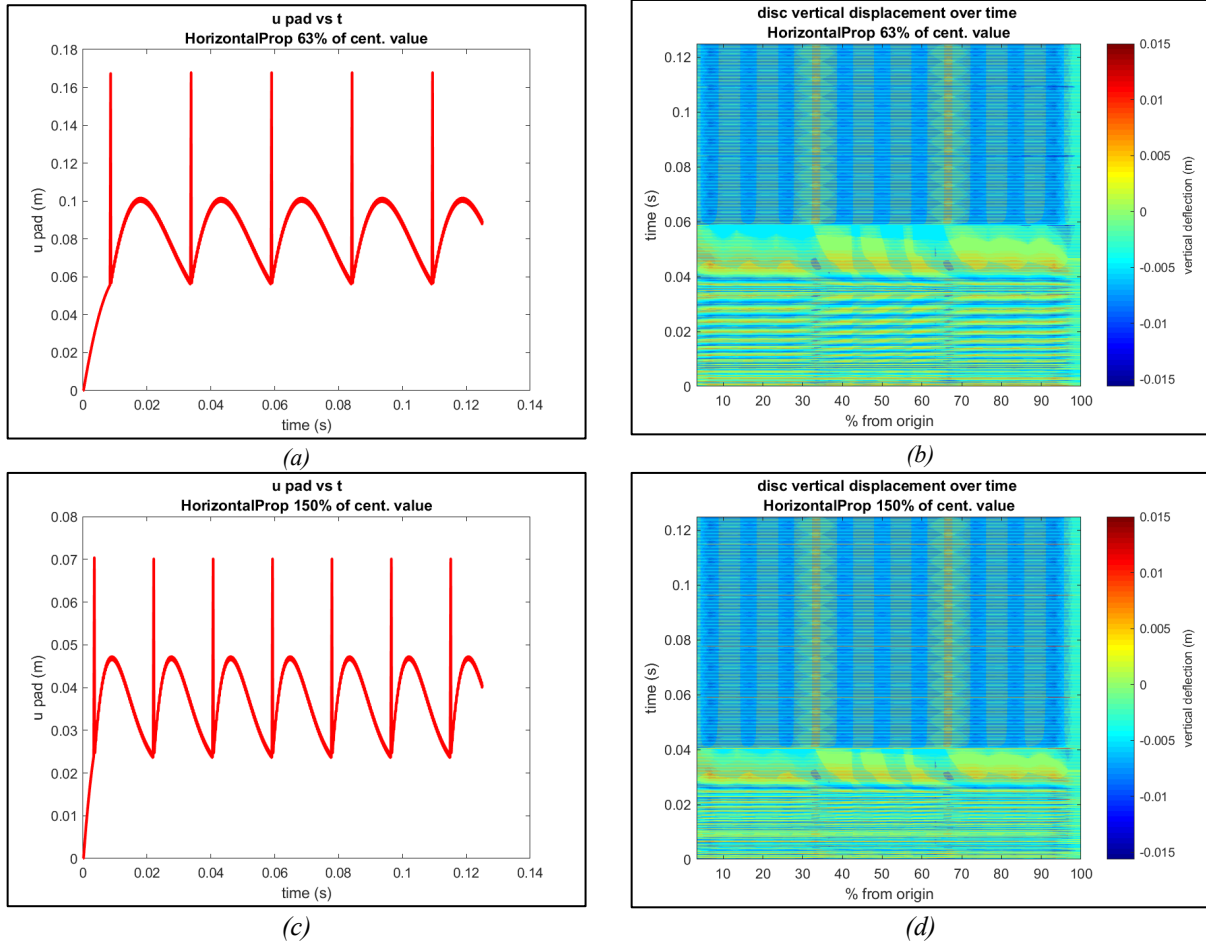 u pad vs t
HorizontalProp 63% of cent. value
0.18
0.16
0.14
0.12
0.1
0.08
0.06
0.04
0.02
0
u pad (m)
0 0.02 0.04 0.06 0.08 0.1 0.12 0.14
time (s)
(a)
disc vertical displacement over time
HorizontalProp 63% of cent. value
0.12
0.1
0.08
0.06
0.04
0.02
0
time (s)
10 20 30 40 50 60 70 80 90 100
% from origin
0.015
0.01
0.005
0
-0.005
-0.01
-0.015
vertical deflection (m)
(b)
u pad vs t
HorizontalProp 150% of cent. value
0.08
0.07
0.06
0.05
0.04
0.03
0.02
0.01
0
u pad (m)
0 0.02 0.04 0.06 0.08 0.1 0.12 0.14
time (s)
(c)
disc vertical displacement over time
HorizontalProp 150% of cent. value
0.12
0.1
0.08
0.06
0.04
0.02
0
time (s)
10 20 30 40 50 60 70 80 90 100
% from origin
0.015
0.01
0.005
0
-0.005
-0.01
-0.015
vertical deflection (m)
(d)